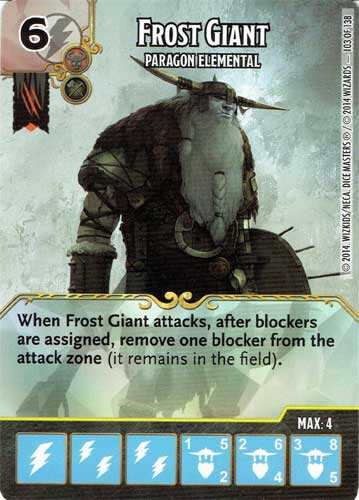 6
FROST GIANT
PARAGON ELEMENTAL
© 2014 WIZKIDS/NECA. DICE MASTERS ® / © 2014 WIZARDS — 103 OF 138
When Frost Giant attacks, after blockers
are assigned, remove one blocker from the
attack zone (it remains in the field).
MAX: 4
1 5
2
2 6
4
3 8
5